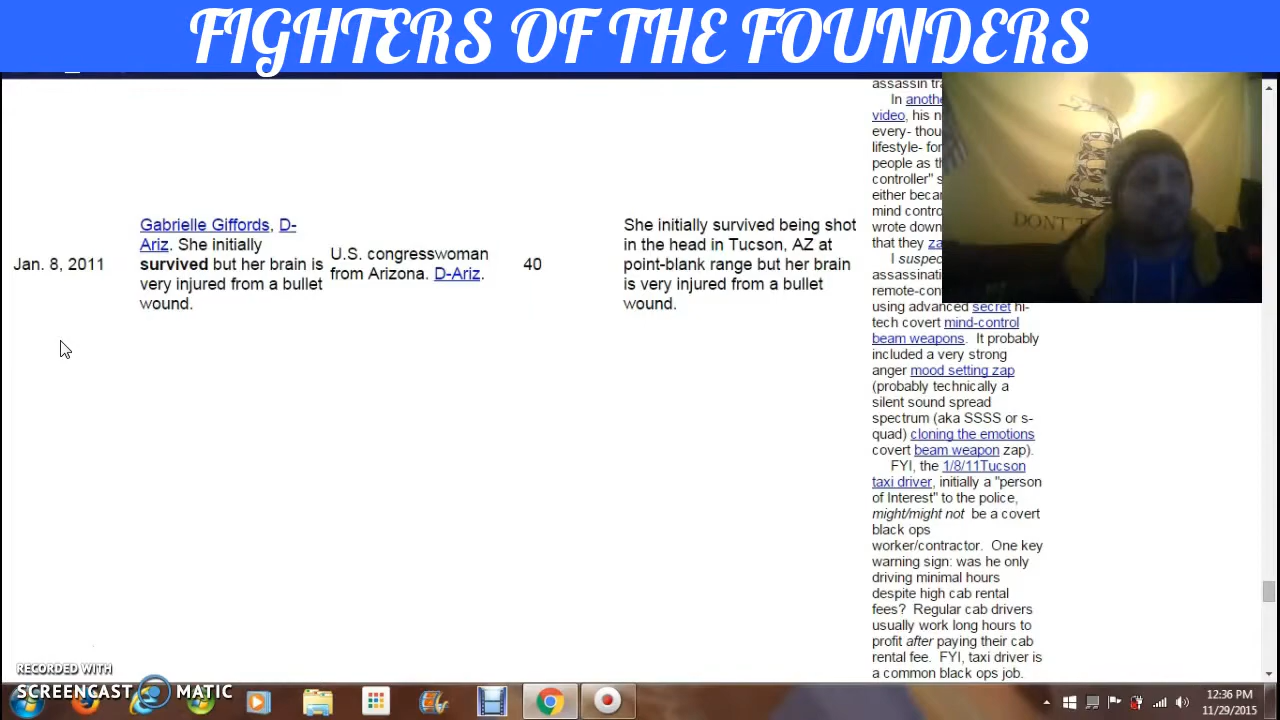 FIGHTERS OF THE FOUNDERS
Jan. 8, 2011
Gabrielle Giffords, D-
Ariz. She initially
survived but her brain is
very injured from a bullet
wound.
U.S. congresswoman
from Arizona. D-Ariz.
40
She initially survived being shot
in the head in Tucson, AZ at
point-blank range but her brain
is very injured from a bullet
wound.
assassin
In
video, his
every- thou
lifestyle- for
people as
controller"
either
mind
wrote down
that they
I
using advanced secret hi-
tech covert mind-control
beam weapons. It probably
included a very strong
anger mood setting zap
(probably technically a
silent sound spread
spectrum (aka SSSS or s-
quad) cloning the emotions
covert beam weapon zap).
FYI, the 1/8/11Tucson
taxi driver, initially a "person
of Interest" to the police,
might/might not be a covert
black ops
worker/contractor. One key
warning sign: was he only
driving minimal hours
despite high cab rental
fees? Regular cab drivers
usually work long hours to
profit after paying their cab
rental fee. FYI, taxi driver is
a common black ops job.
DONT T
RECORDED WITH
SCREENCAST MATIC
12:36 PM
11/29/2015